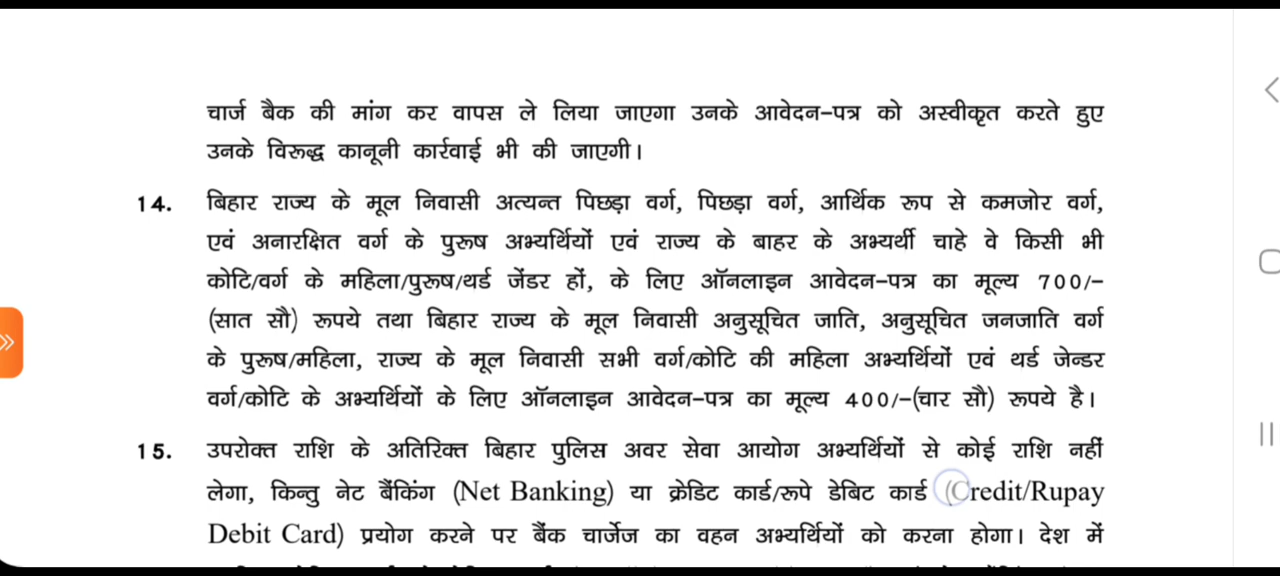 चार्ज बैक की मांग कर वापस ले लिया जाएगा उनके आवेदन-पत्र को अस्वीकृत करते हुए
उनके विरूद्ध कानूनी कार्रवाई भी की जाएगी।
14. बिहार राज्य के मूल निवासी अत्यन्त पिछड़ा वर्ग, पिछड़ा वर्ग, आर्थिक रूप से कमजोर वर्ग,
एवं अनारक्षित वर्ग के पुरूष अभ्यर्थियों एवं राज्य के बाहर के अभ्यर्थी चाहे वे किसी भी
कोटि/वर्ग के महिला/पुरूष/थर्ड जेंडर हों, के लिए ऑनलाइन आवेदन-पत्र का मूल्य 700/-
(सात सौ) रूपये तथा बिहार राज्य के मूल निवासी अनुसूचित जाति, अनुसूचित जनजाति वर्ग
के पुरूष/महिला, राज्य के मूल निवासी सभी वर्ग/कोटि की महिला अभ्यर्थियों एवं थर्ड जेन्डर
वर्ग/कोटि के अभ्यर्थियों के लिए ऑनलाइन आवेदन-पत्र का मूल्य 400/-(चार सौ) रूपये है।
15. उपरोक्त राशि के अतिरिक्त बिहार पुलिस अवर सेवा आयोग अभ्यर्थियों से कोई राशि नहीं
लेगा, किन्तु नेट बैंकिंग (Net Banking) या क्रेडिट कार्ड/रूपे डेबिट कार्ड (Credit/Rupay
Debit Card) प्रयोग करने पर बैंक चार्जेज का वहन अभ्यर्थियों को करना होगा। देश में